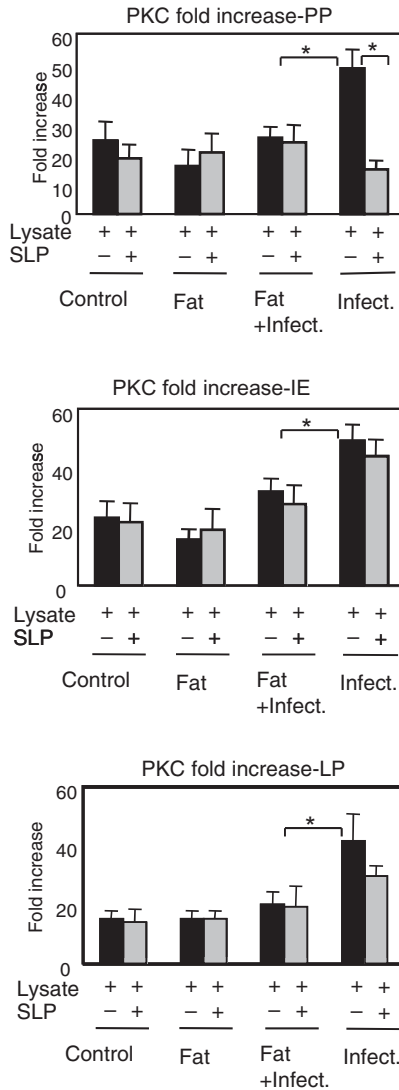 PKC fold increase-PP
60
50
40
30
20
10
0
Fold increase
* *
Lysate + + + + + + + +
SLP − + − + − + − +
Control Fat Fat +Infect. Infect.
PKC fold increase-IE
60
40
20
0
Fold increase
*
Lysate + + + + + + + +
SLP − + − + − + − +
Control Fat Fat +Infect. Infect.
PKC fold increase-LP
60
40
20
0
Fold increase
*
Lysate + + + + + + + +
SLP − + − + − + − +
Control Fat Fat +Infect. Infect.